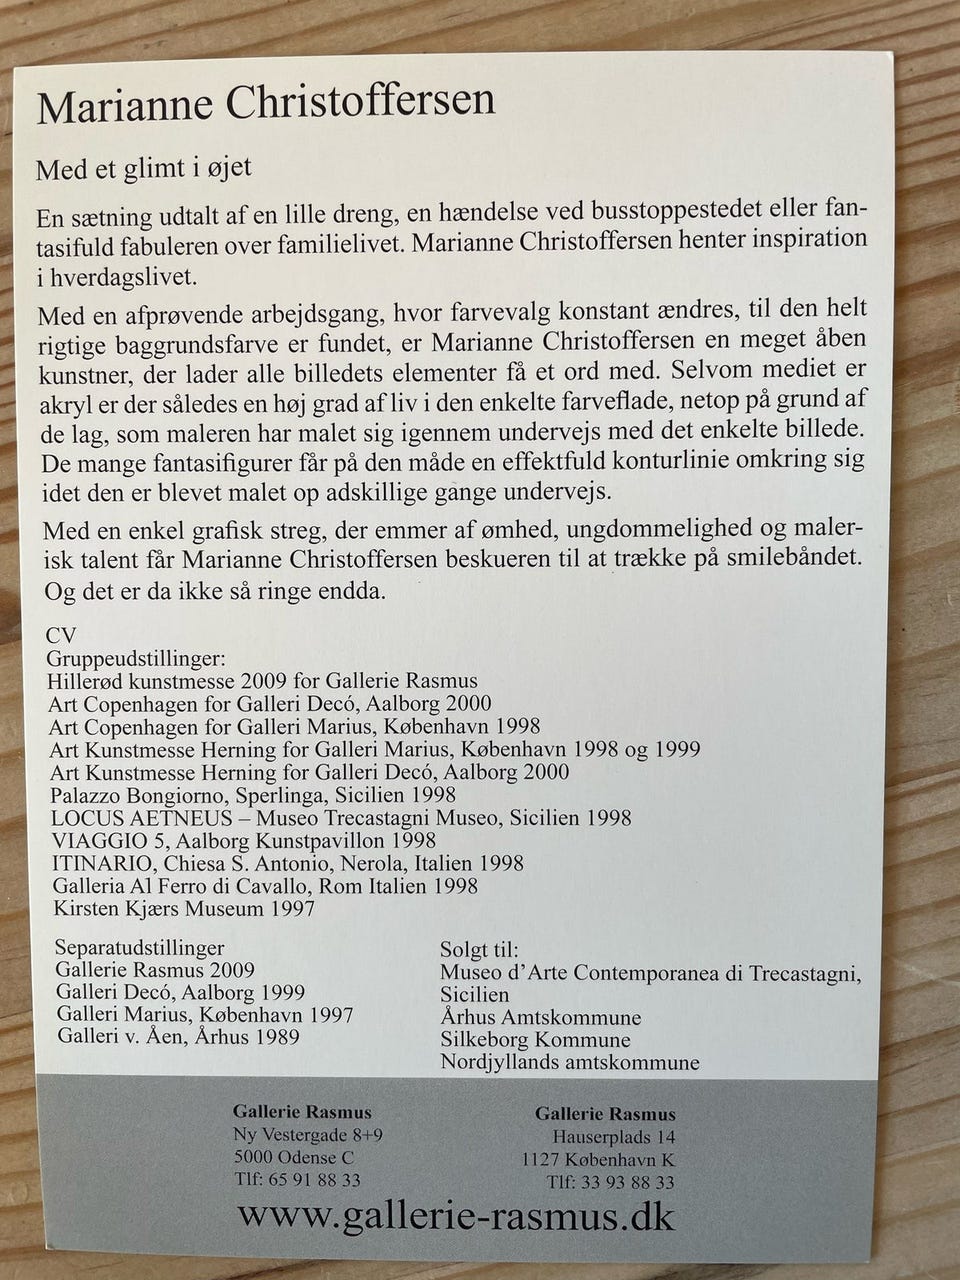 Marianne Christoffersen
Med et glimt i øjet
En sætning udtalt af en lille dreng, en hændelse ved busstoppestedet eller fan-
tasifuld fabuleren over familielivet. Marianne Christoffersen henter inspiration
i hverdagslivet.
Med en afprøvende arbejdsgang, hvor farvevalg konstant ændres, til den helt
rigtige baggrundsfarve er fundet, er Marianne Christoffersen en meget åben
kunstner, der lader alle billedets elementer få et ord med. Selvom mediet er
akryl er der således en høj grad af liv i den enkelte farveflade, netop på grund af
de lag, som maleren har malet sig igennem undervejs med det enkelte billede.
De mange fantasifigurer får på den måde en effektfuld konturlinie omkring sig
idet den er blevet malet op adskillige gange undervejs.
Med en enkel grafisk streg, der emmer af ømhed, ungdommelighed og maler-
isk talent får Marianne Christoffersen beskueren til at trække på smilebåndet.
Og det er da ikke så ringe endda.
CV
Gruppeudstillinger:
Hillerød kunstmesse 2009 for Gallerie Rasmus
Art Copenhagen for Galleri Decó, Aalborg 2000
Art Copenhagen for Galleri Marius, København 1998
Art Kunstmesse Herning for Galleri Marius, København 1998 og 1999
Art Kunstmesse Herning for Galleri Decó, Aalborg 2000
Palazzo Bongiorno, Sperlinga, Sicilien 1998
LOCUS AETNEUS – Museo Trecastagni Museo, Sicilien 1998
VIAGGIO 5, Aalborg Kunstpavillon 1998
ITINARIO, Chiesa S. Antonio, Nerola, Italien 1998
Galleria Al Ferro di Cavallo, Rom Italien 1998
Kirsten Kjærs Museum 1997
Separatudstillinger
Gallerie Rasmus 2009
Galleri Decó, Aalborg 1999
Galleri Marius, København 1997
Galleri v. Åen, Århus 1989
Solgt til:
Museo d'Arte Contemporanea di Trecastagni,
Sicilien
Århus Amtskommune
Silkeborg Kommune
Nordjyllands amtskommune
Gallerie Rasmus
Ny Vestergade 8+9
5000 Odense C
Tlf: 65 91 88 33
Gallerie Rasmus
Hauserplads 14
1127 København K
Tlf: 33 93 88 33
www.gallerie-rasmus.dk